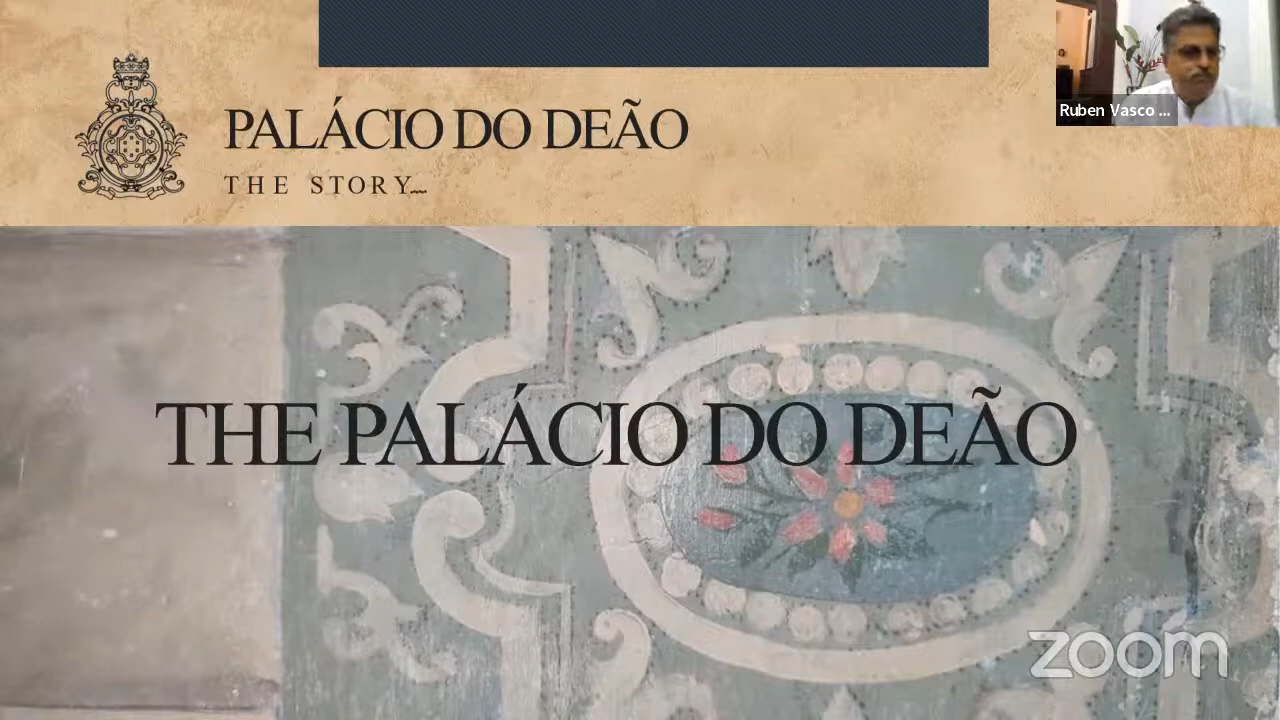 PALÁCIO DO DEÃO
THE STORY...
Ruben Vasco ...
THE PALÁCIO DO DEÃO
zoom